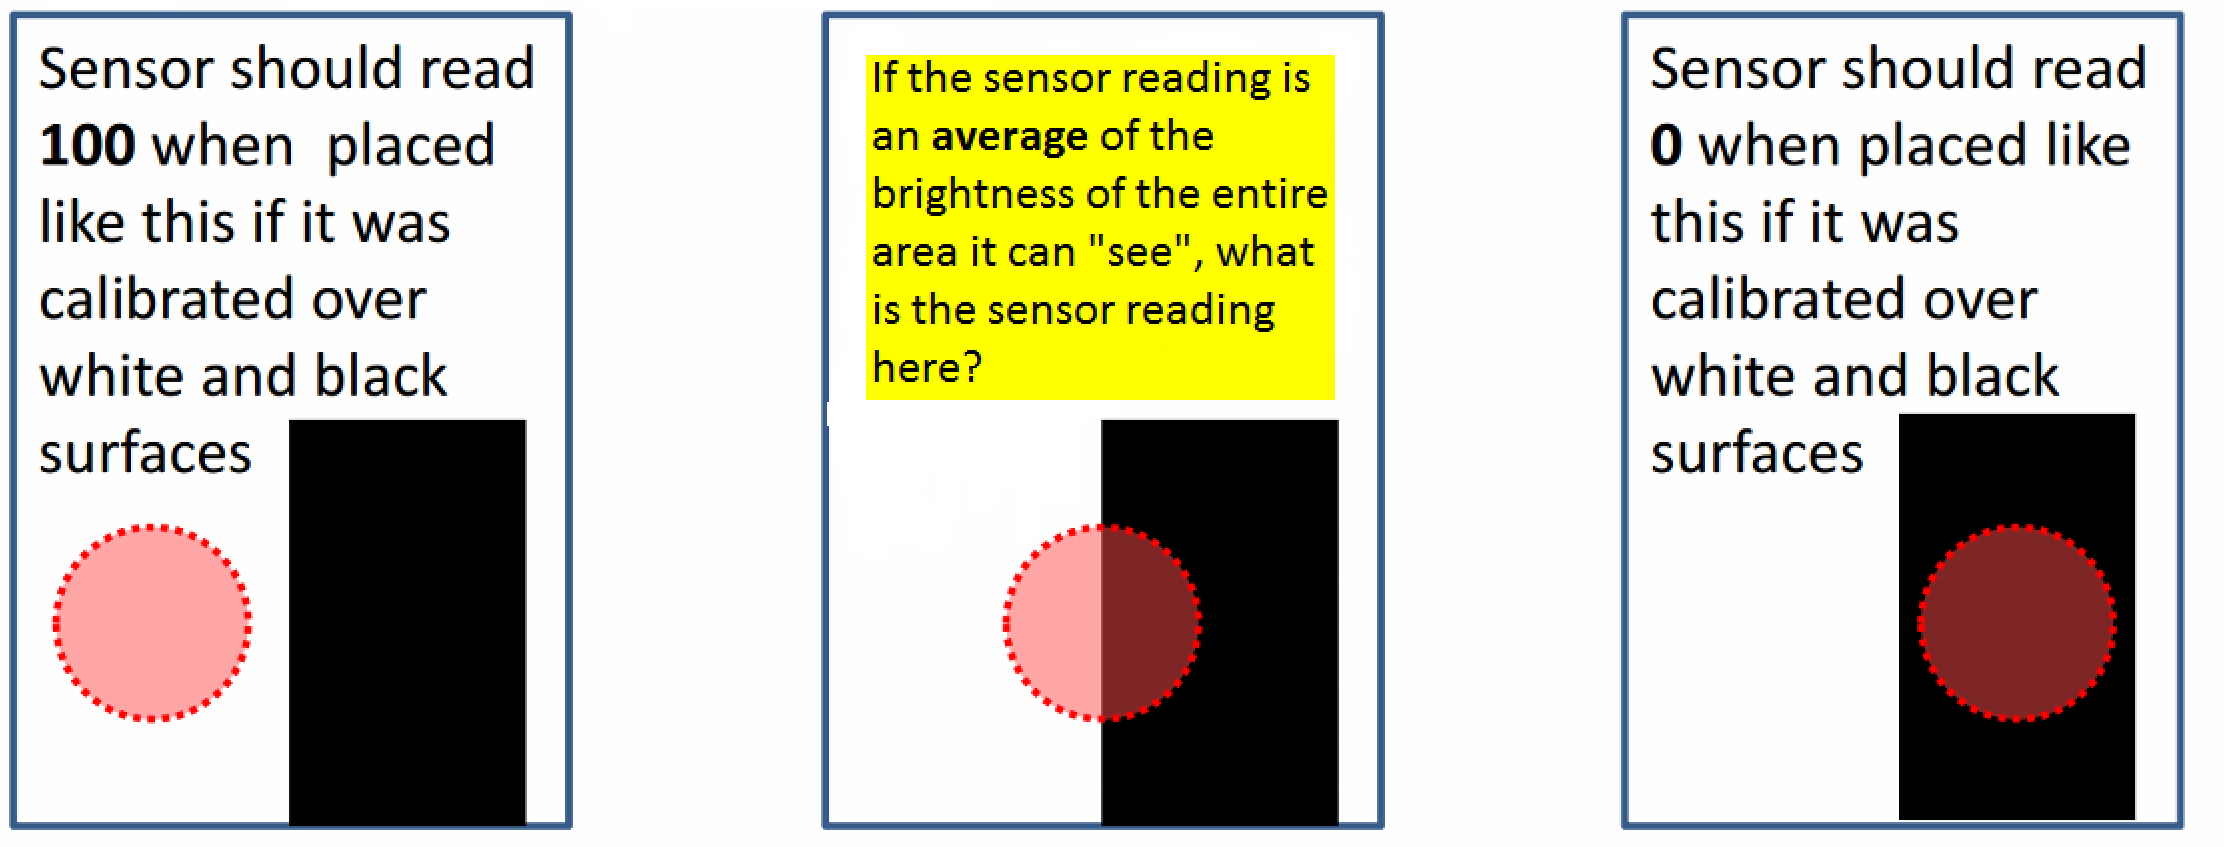 Sensor should read
100 when  placed
like this if it was
calibrated over
white and black
surfaces
If the sensor reading is
an average of the
brightness of the entire
area it can "see", what
is the sensor reading
here?
Sensor should read
0 when placed like
this if it was
calibrated over
white and black
surfaces